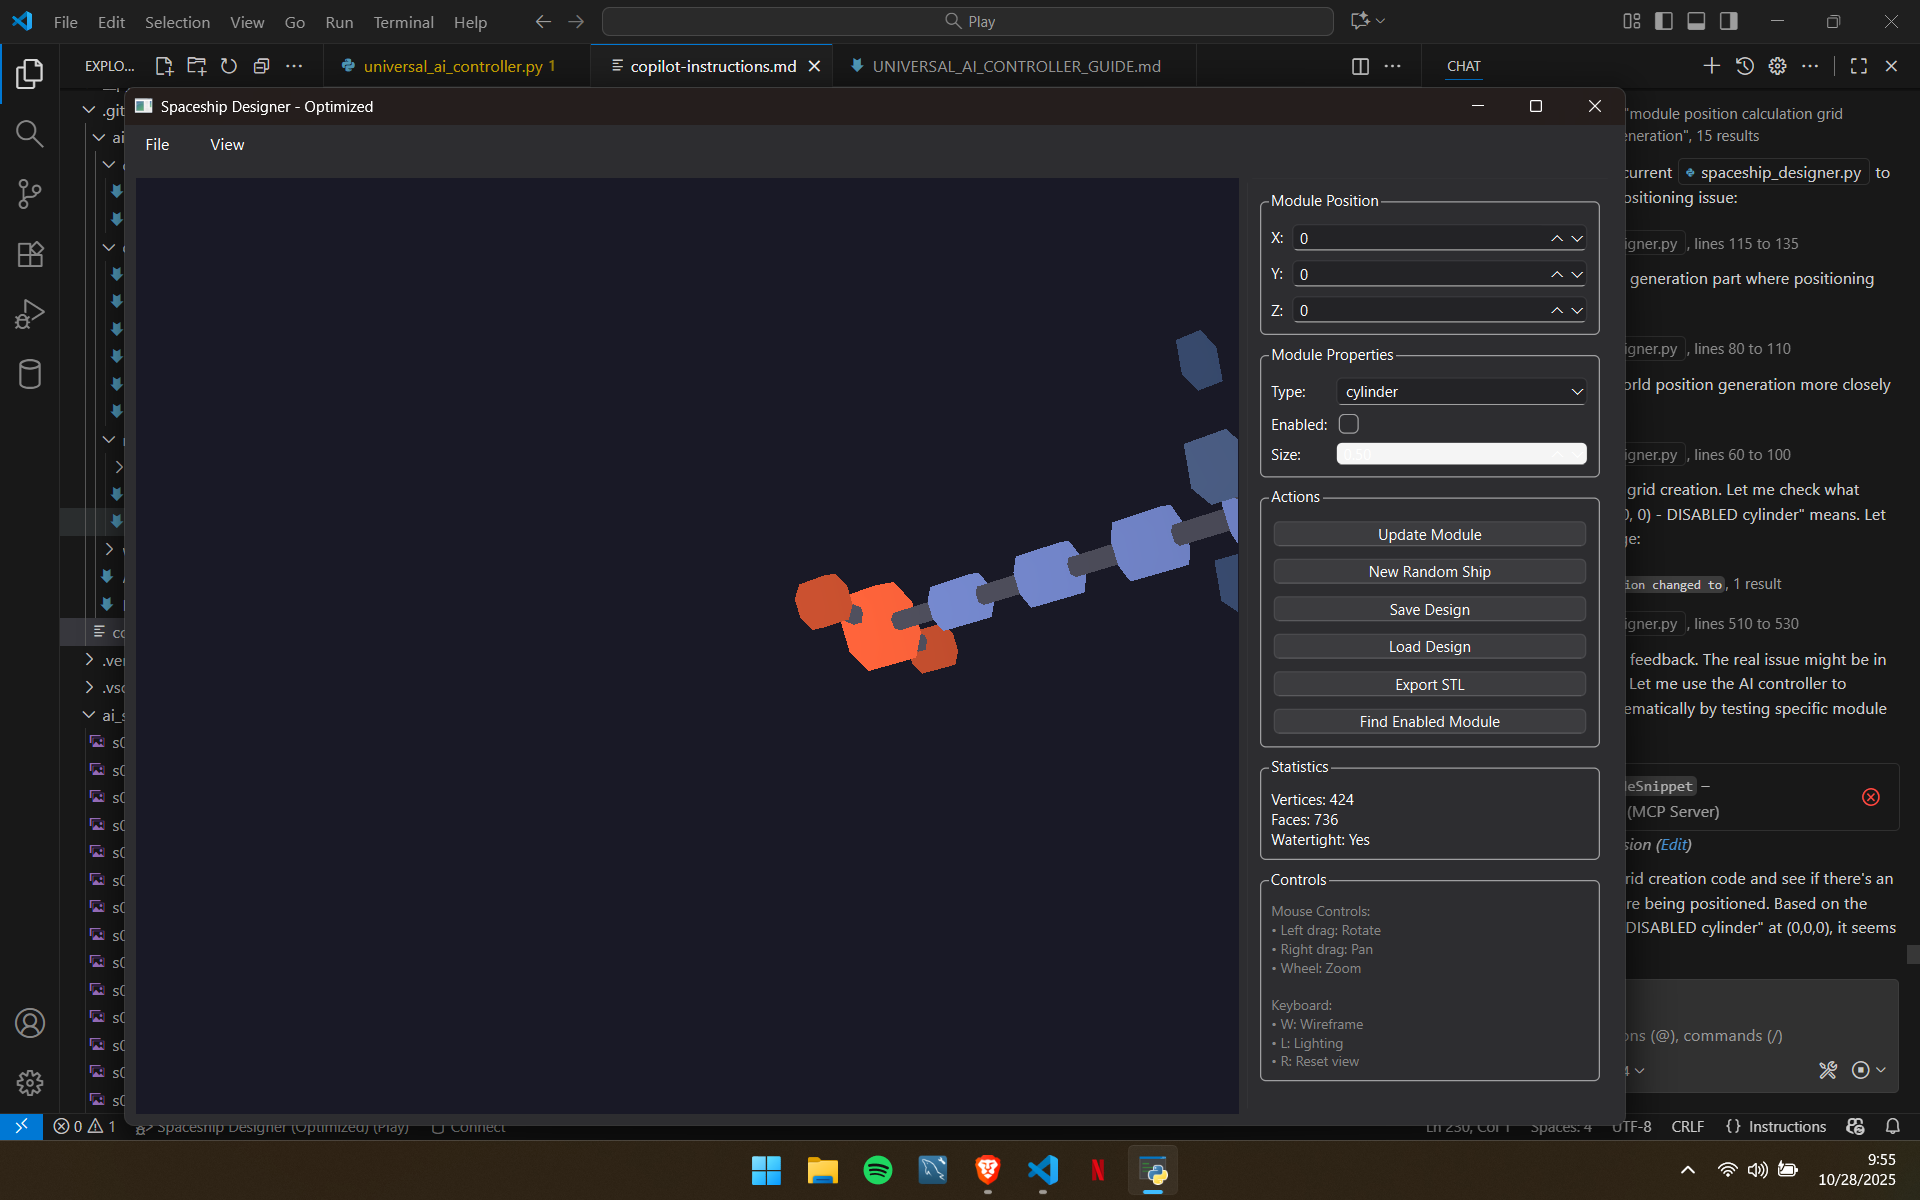 File Edit Selection View Go Run Terminal Help
Play
EXPLO...
universal_ai_controller.py 1
copilot-instructions.md
UNIVERSAL_AI_CONTROLLER_GUIDE.md
CHAT
.git
Spaceship Designer - Optimized
File View
Module Position
X: 0
Y: 0
Z: 0
Module Properties
Type: cylinder
Enabled:
Size: 0.50
Actions
Update Module
New Random Ship
Save Design
Load Design
Export STL
Find Enabled Module
Statistics
Vertices: 424
Faces: 736
Watertight: Yes
Controls
Mouse Controls:
• Left drag: Rotate
• Right drag: Pan
• Wheel: Zoom
Keyboard:
• W: Wireframe
• L: Lighting
• R: Reset view
"module position calculation grid
neration", 15 results
current spaceship_designer.py to
ositioning issue:
igner.py, lines 115 to 135
generation part where positioning
igner.py, lines 80 to 110
orld position generation more closely
igner.py, lines 60 to 100
grid creation. Let me check what
0, 0) - DISABLED cylinder" means. Let
ge:
ion changed to, 1 result
igner.py, lines 510 to 530
feedback. The real issue might be in
Let me use the AI controller to
ematically by testing specific module
leSnippet –
(MCP Server)
sion (Edit)
rid creation code and see if there's an
re being positioned. Based on the
DISABLED cylinder" at (0,0,0), it seems
ons (@), commands (/)
4
ai
co
.ver
.vsc
ai_s
s0
s0
s0
s0
s0
s0
s0
s0
s0
s0
s0
s0
s0
s0
0 1 Spaceship Designer (Optimized) (Play) Connect
Ln 230, Col 1 Spaces: 4 UTF-8 CRLF {} Instructions
9:55
10/28/2025